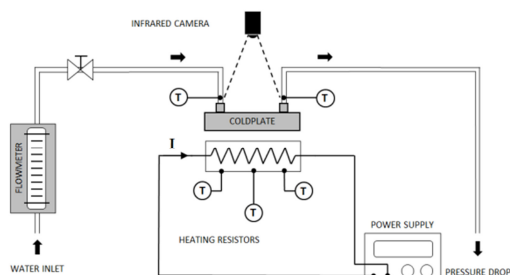 INFRARED CAMERA
T
T
COLDPLATE
FLOWMETER
I
T
T
T
HEATING RESISTORS
POWER SUPPLY
WATER INLET
PRESSURE DROP